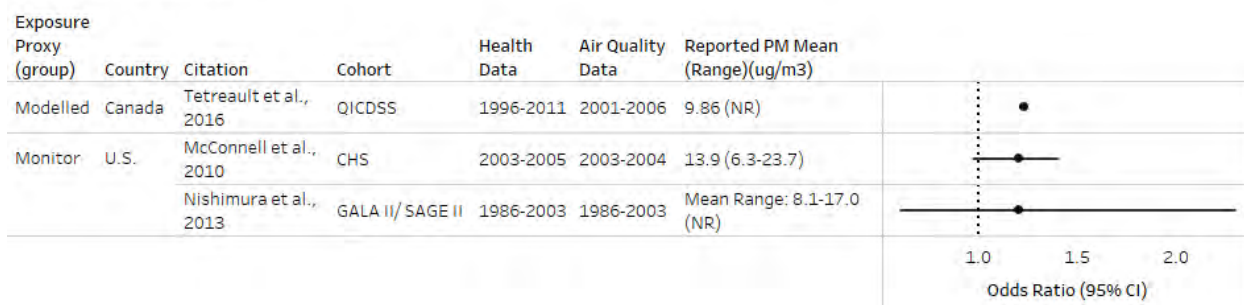 Exposure
Proxy
(group)
Country
Citation
Cohort
Health
Data
Air Quality
Data
Reported PM Mean
(Range)(ug/m3)
Modelled
Canada
Tetreault et al.,
2016
QICDSS
1996-2011
2001-2006
9.86 (NR)
Monitor
U.S.
McConnell et al.,
2010
CHS
2003-2005
2003-2004
13.9 (6.3-23.7)
Nishimura et al.,
2013
GALA II/ SAGE II
1986-2003
1986-2003
Mean Range: 8.1-17.0
(NR)
1.0
1.5
2.0
Odds Ratio (95% CI)